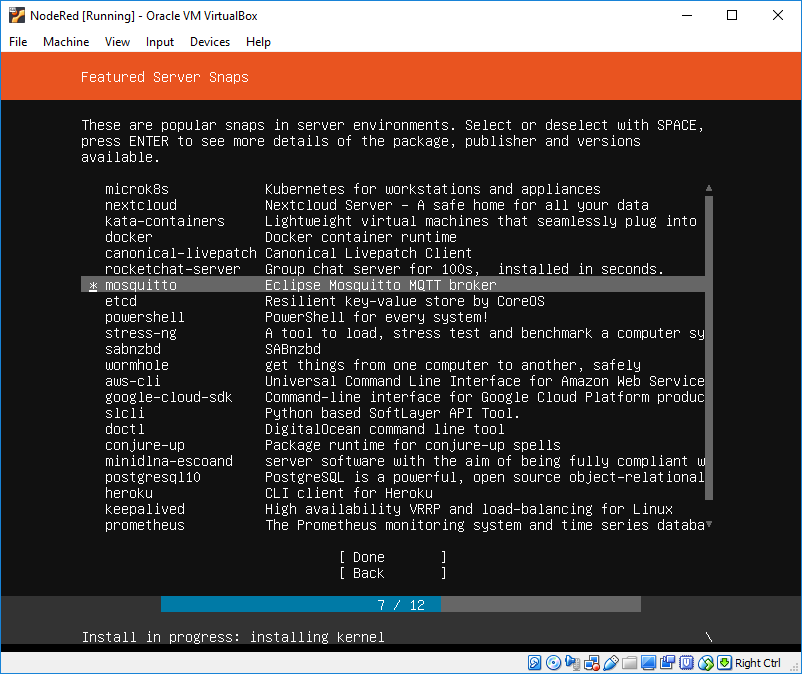 NodeRed [Running] - Oracle VM VirtualBox
File Machine View Input Devices Help
Featured Server Snaps
These are popular snaps in server environments. Select or deselect with SPACE,
press ENTER to see more details of the package, publisher and versions
available.
microk8s Kubernetes for workstations and appliances
nextcloud Nextcloud Server - A safe home for all your data
kata-containers Lightweight virtual machines that seamlessly plug into
docker Docker container runtime
canonical-livepatch Canonical Livepatch Client
rocketchat-server Group chat server for 100s, installed in seconds.
* mosquitto Eclipse Mosquitto MQTT broker
etcd Resilient key-value store by CoreOS
powershell PowerShell for every system!
stress-ng A tool to load, stress test and benchmark a computer sy
sabnzbd SABnzbd
wormhole get things from one computer to another, safely
aws-cli Universal Command Line Interface for Amazon Web Service
google-cloud-sdk Command-line interface for Google Cloud Platform produc
slcli Python based SoftLayer API Tool.
doctl DigitalOcean command line tool
conjure-up Package runtime for conjure-up spells
minidlna-escoand server software with the aim of being fully compliant w
postgresql10 PostgreSQL is a powerful, open source object-relational
heroku CLI client for Heroku
keepalived High availability VRRP and load-balancing for Linux
prometheus The Prometheus monitoring system and time series databa
[ Done ]
[ Back ]
7 / 12
Install in progress: installing kernel \
Right Ctrl